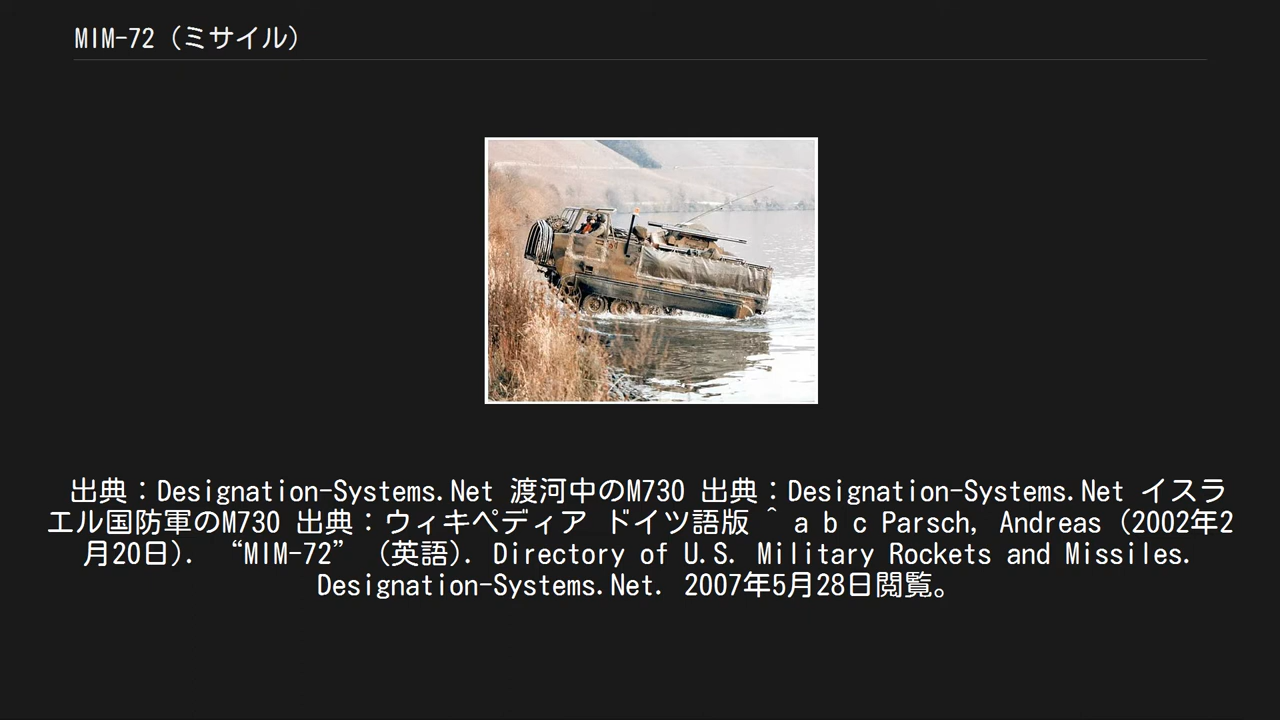 MIM-72（ミサイル）
出典：Designation-Systems.Net 渡河中のM730 出典：Designation-Systems.Net イスラ
エル国防軍のM730 出典：ウィキペディア ドイツ語版 ^ a b c Parsch, Andreas (2002年2
月20日). “MIM-72” (英語). Directory of U.S. Military Rockets and Missiles.
Designation-Systems.Net. 2007年5月28日閲覧。